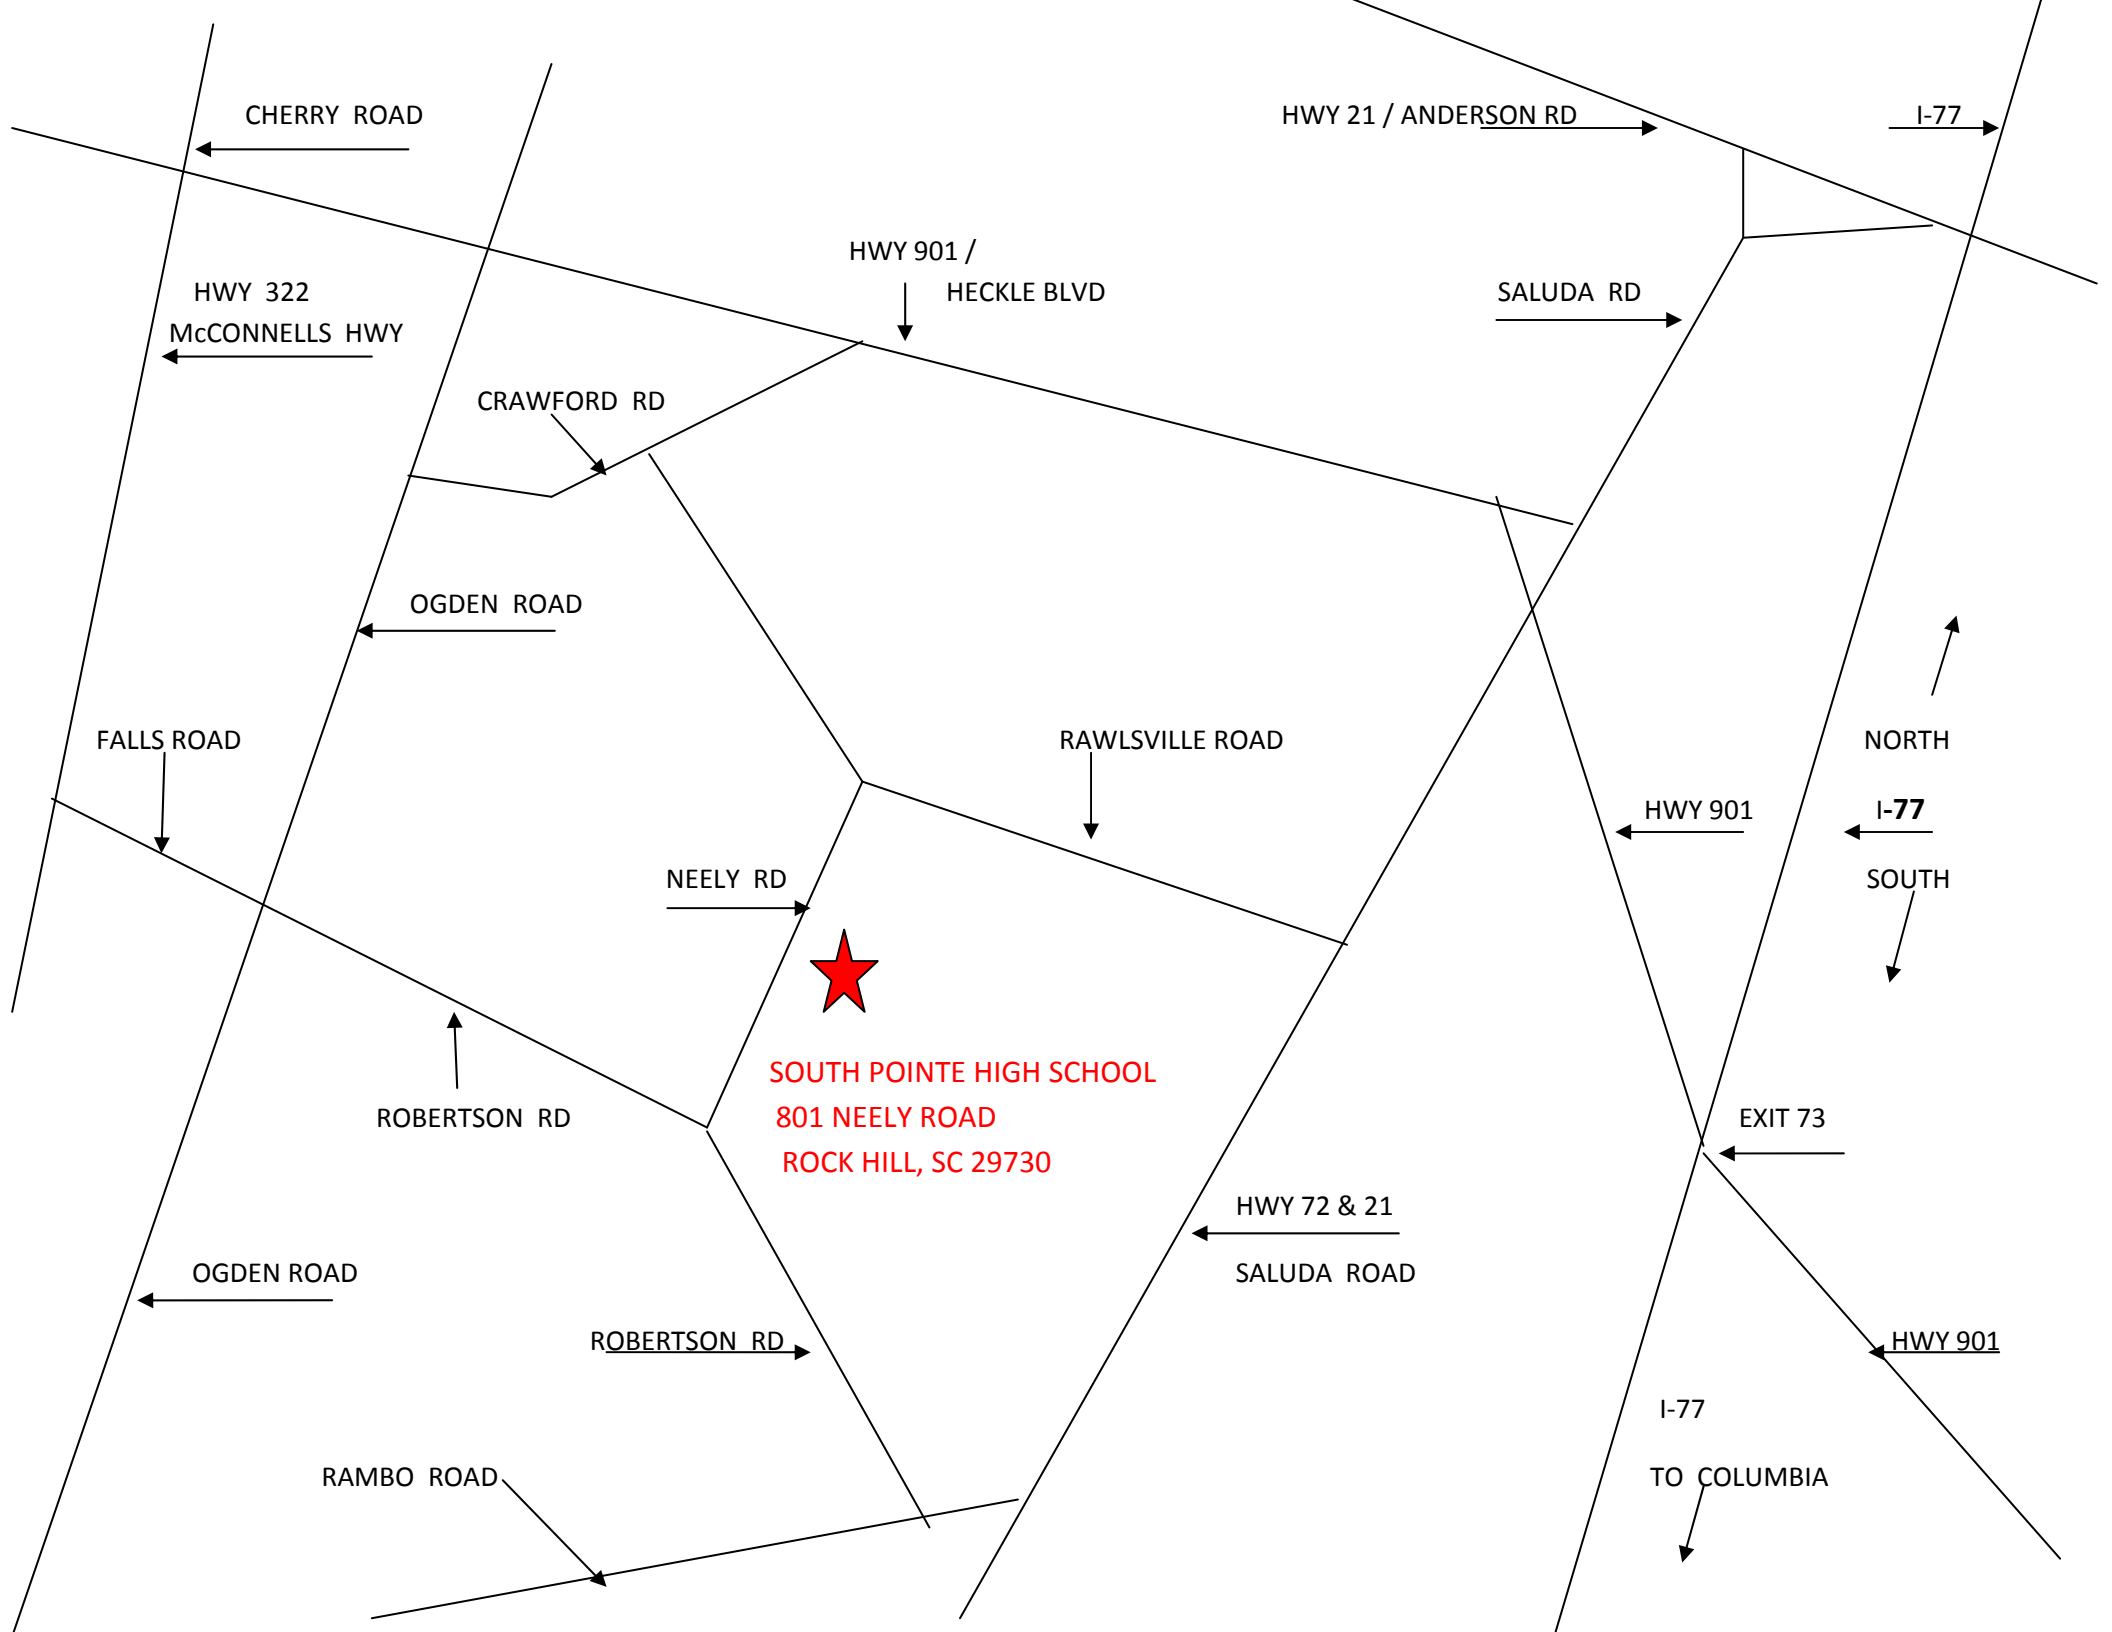 CHERRY ROAD
HWY 21 / ANDERSON RD
I-77
HWY 901 /
HECKLE BLVD
HWY 322
McCONNELLS HWY
SALUDA RD
CRAWFORD RD
OGDEN ROAD
FALLS ROAD
RAWLSVILLE ROAD
NORTH
HWY 901
I-77
NEELY RD
SOUTH
SOUTH POINTE HIGH SCHOOL
801 NEELY ROAD
ROCK HILL, SC 29730
ROBERTSON RD
EXIT 73
HWY 72 & 21
SALUDA ROAD
OGDEN ROAD
ROBERTSON RD
HWY 901
I-77
TO COLUMBIA
RAMBO ROAD